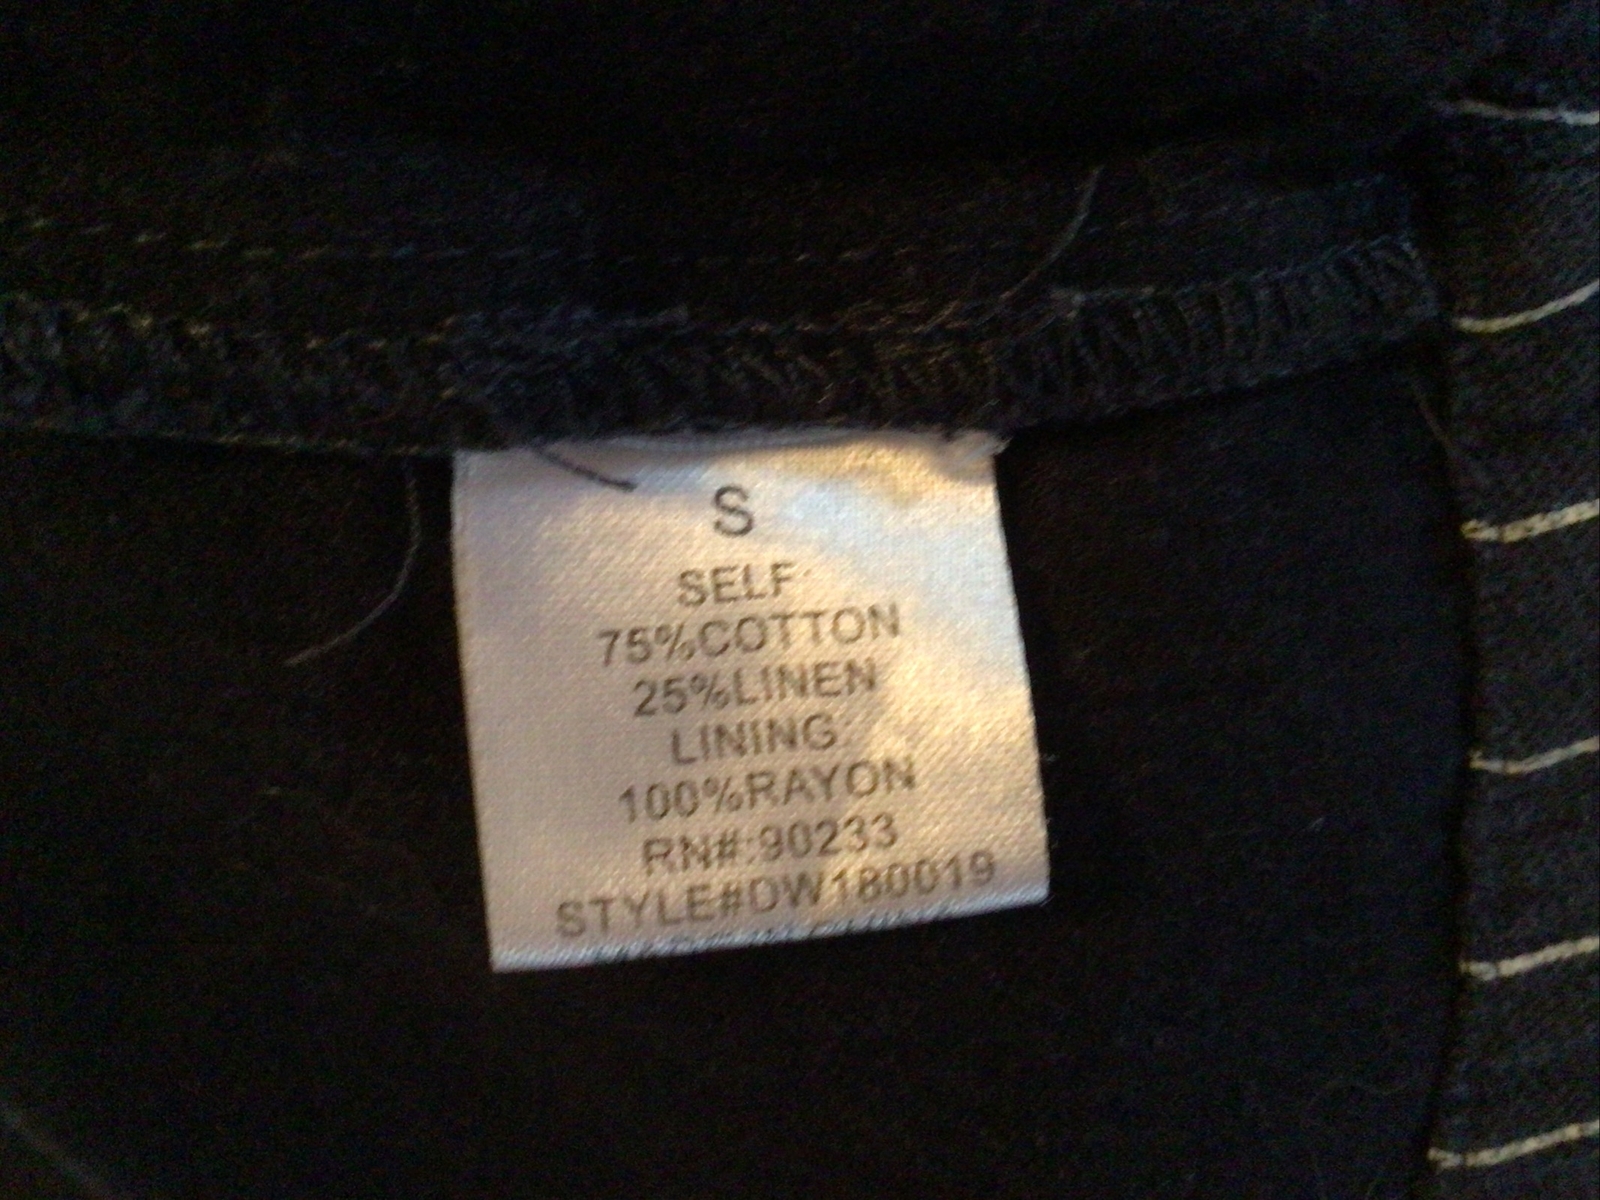 S
SELF:
75%COTTON
25%LINEN
LINING:
100%RAYON
RN#:90233
STYLE#DW180019